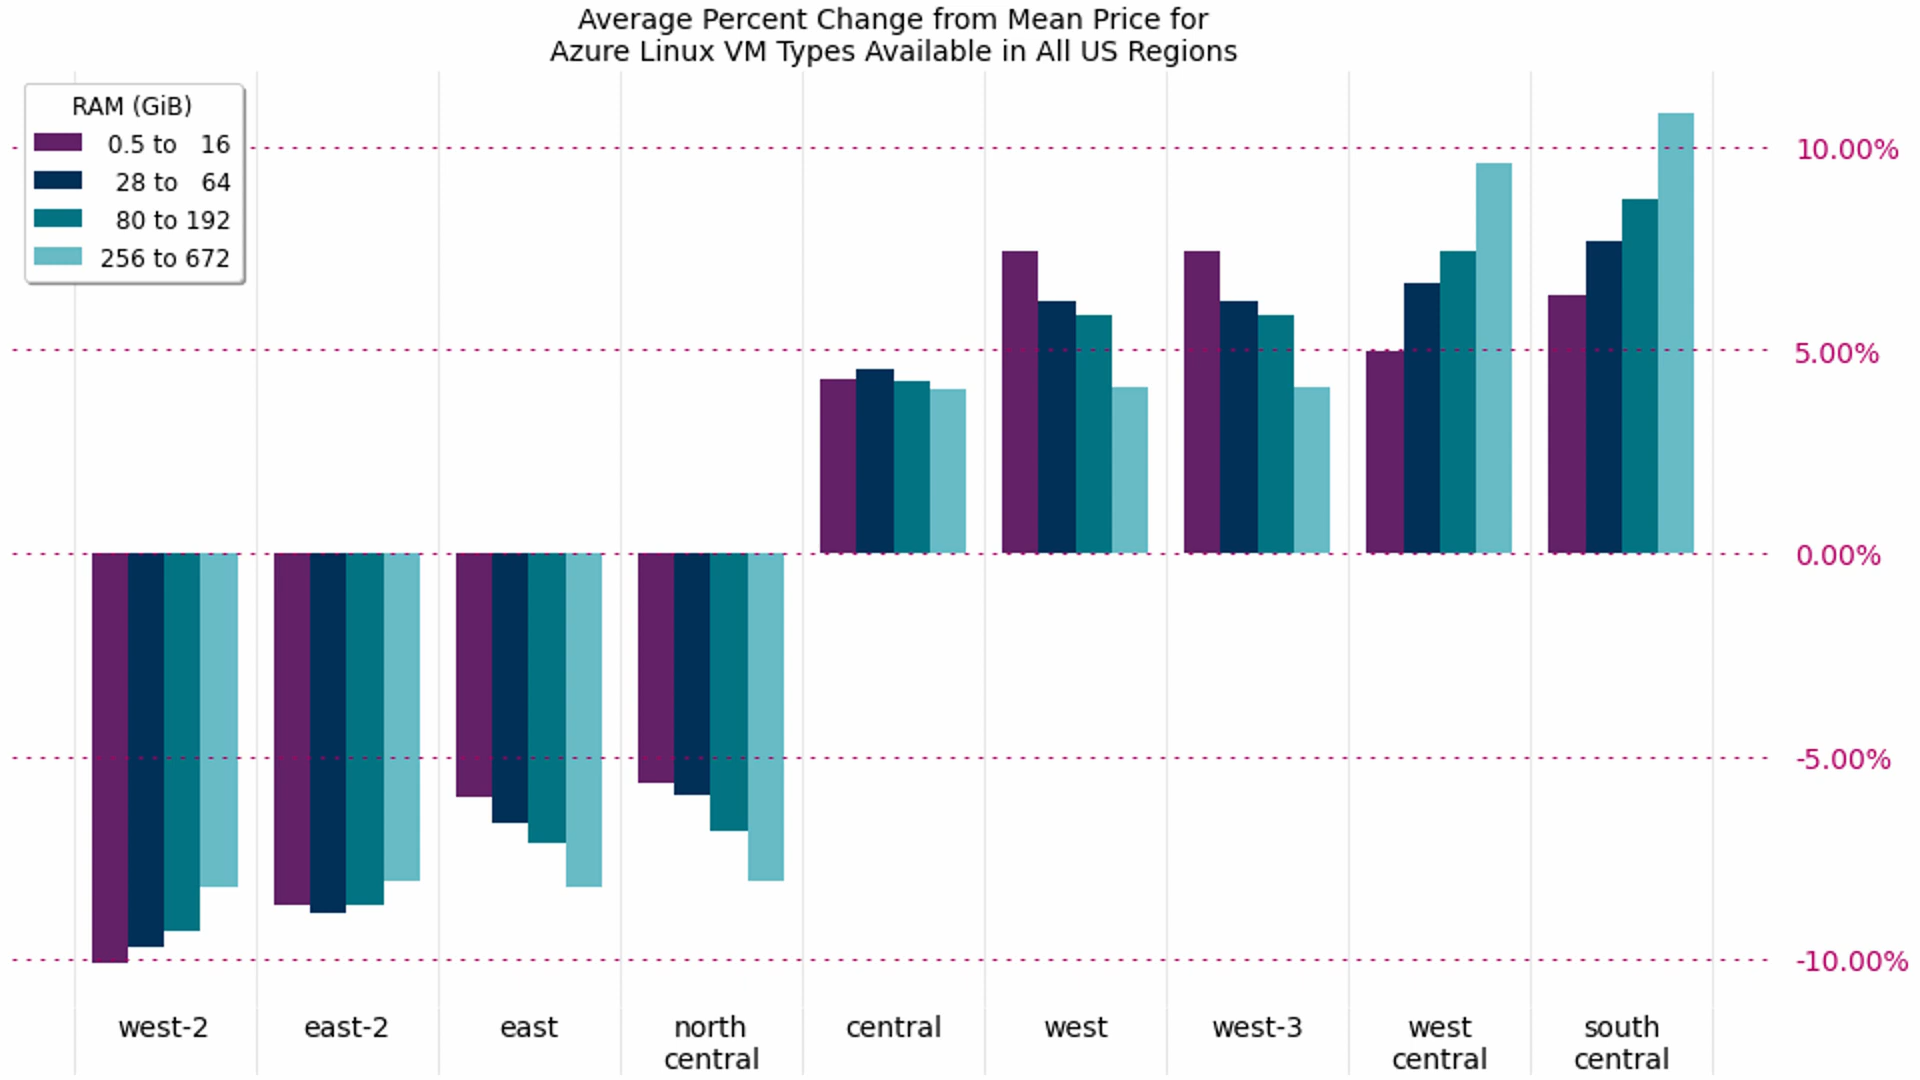 Average Percent Change from Mean Price for
Azure Linux VM Types Available in All US Regions
RAM (GiB)
0.5 to 16
28 to 64
80 to 192
256 to 672
10.00%
5.00%
0.00%
-5.00%
-10.00%
west-2
east-2
east
north
central
central
west
west-3
west
central
south
central